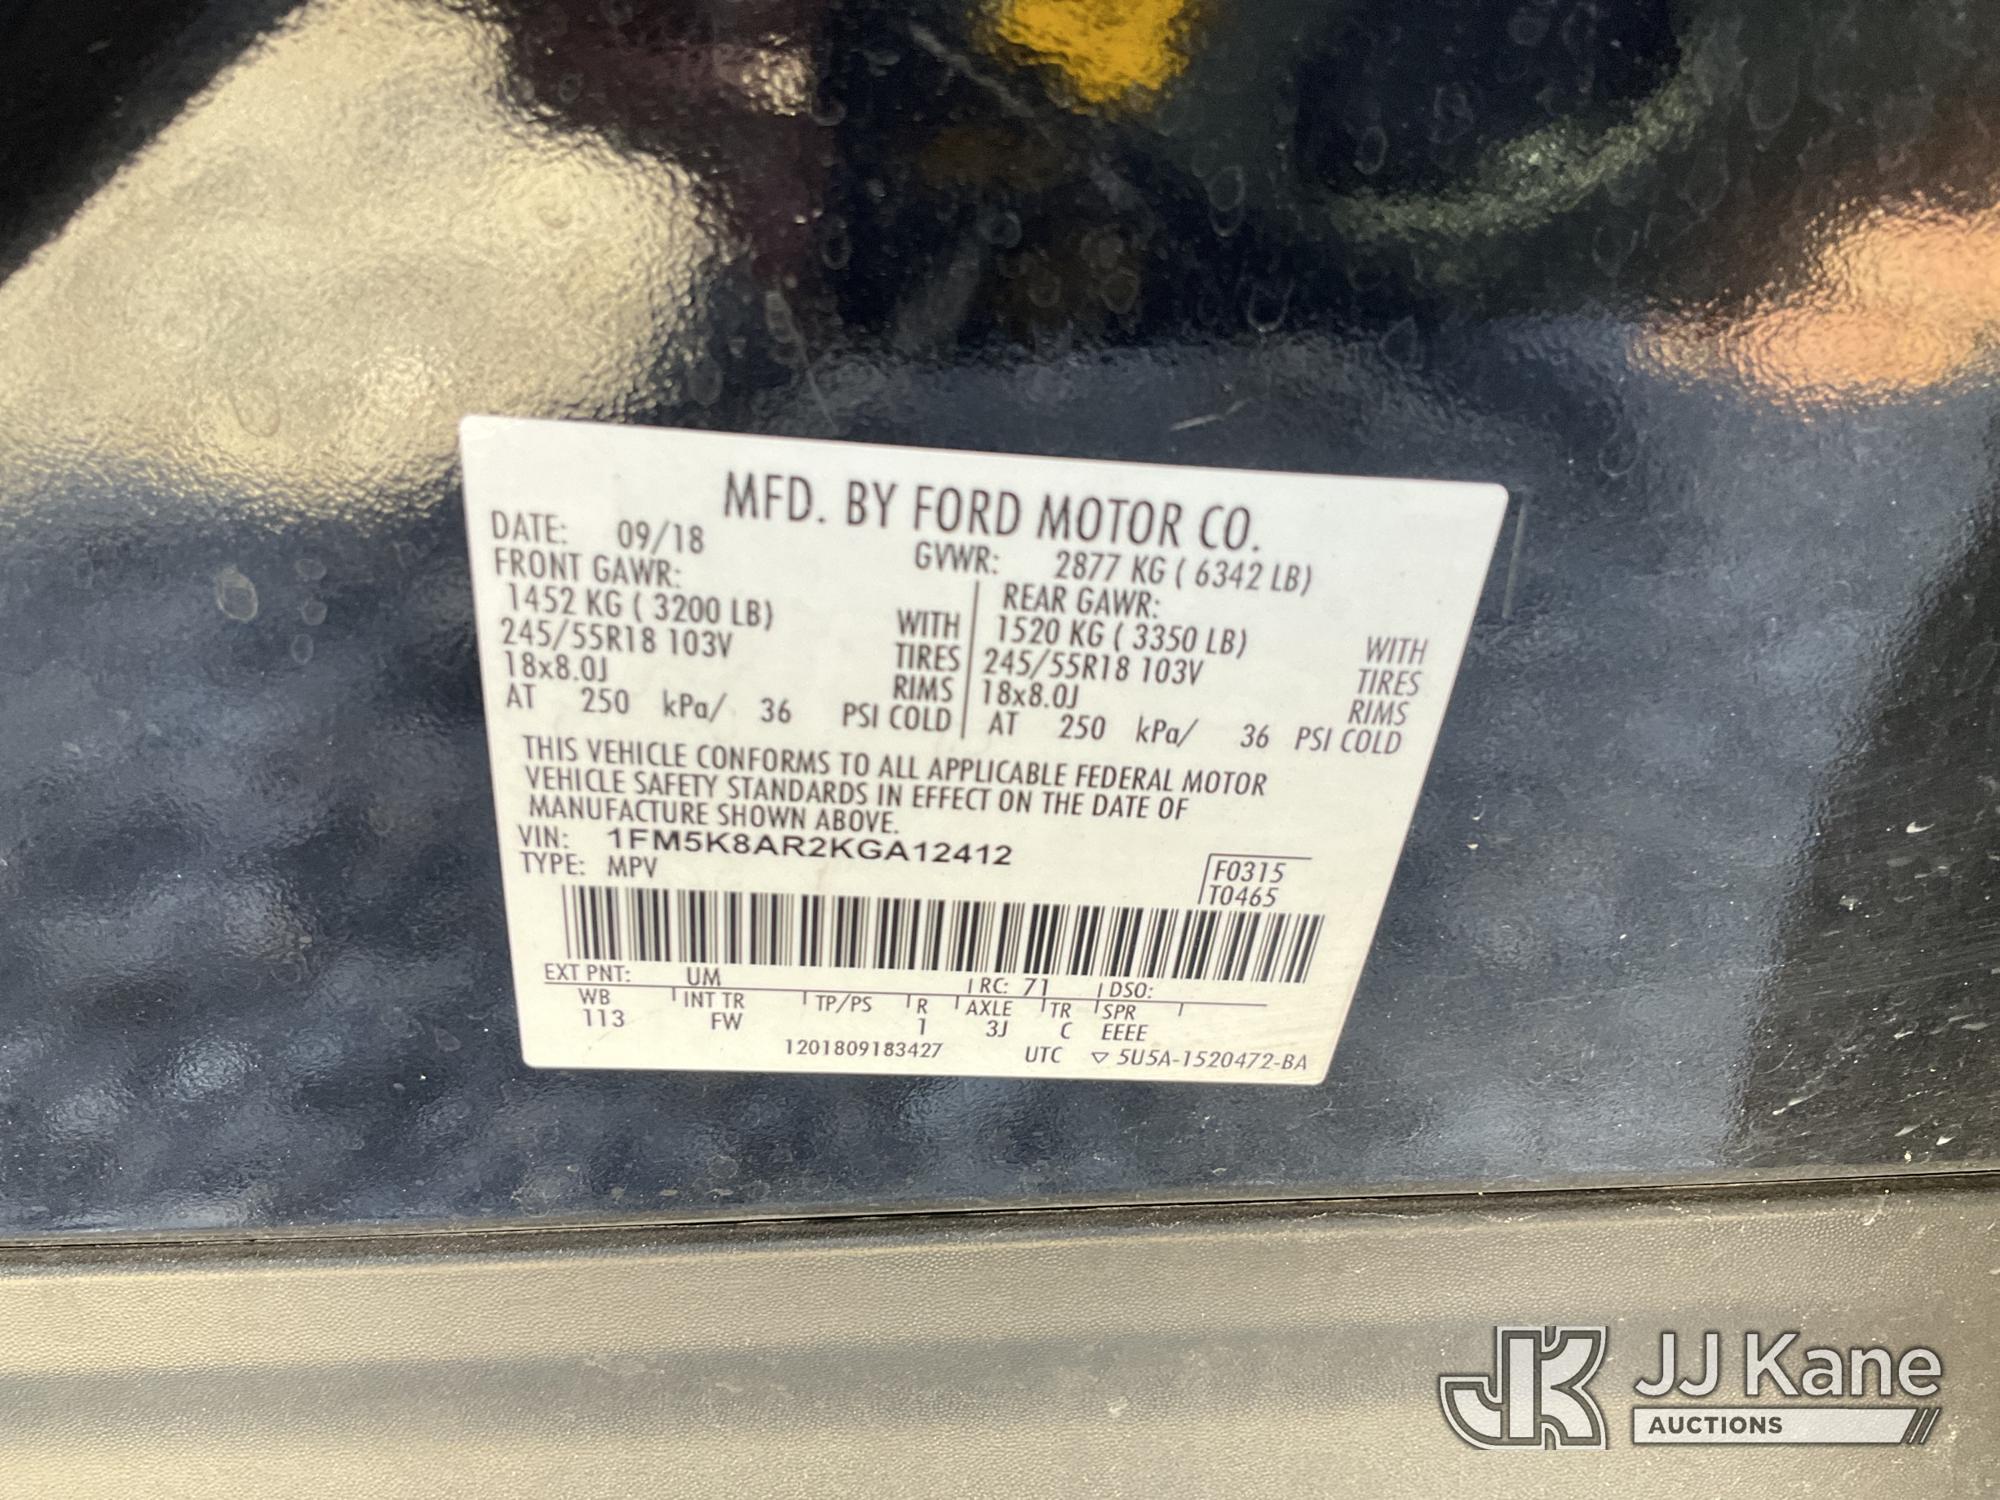 MFD. BY FORD MOTOR CO.
DATE: 09/18 GVWR: 2877 KG ( 6342 LB)
FRONT GAWR: REAR GAWR:
1452 KG ( 3200 LB) WITH 1520 KG ( 3350 LB) WITH
245/55R18 103V TIRES 245/55R18 103V TIRES
18x8.0J RIMS 18x8.0J RIMS
AT 250 kPa/ 36 PSI COLD AT 250 kPa/ 36 PSI COLD
THIS VEHICLE CONFORMS TO ALL APPLICABLE FEDERAL MOTOR
VEHICLE SAFETY STANDARDS IN EFFECT ON THE DATE OF
MANUFACTURE SHOWN ABOVE.
VIN: 1FM5K8AR2KGA12412
TYPE: MPV F0315
T0465
EXT PNT: UM RC: 71 DSO:
WB INT TR TP/PS R AXLE TR SPR
113 FW 1 3J C EEEE
1201809183427 UTC ▽ 5U5A-1520472-BA
JK JJ Kane
AUCTIONS